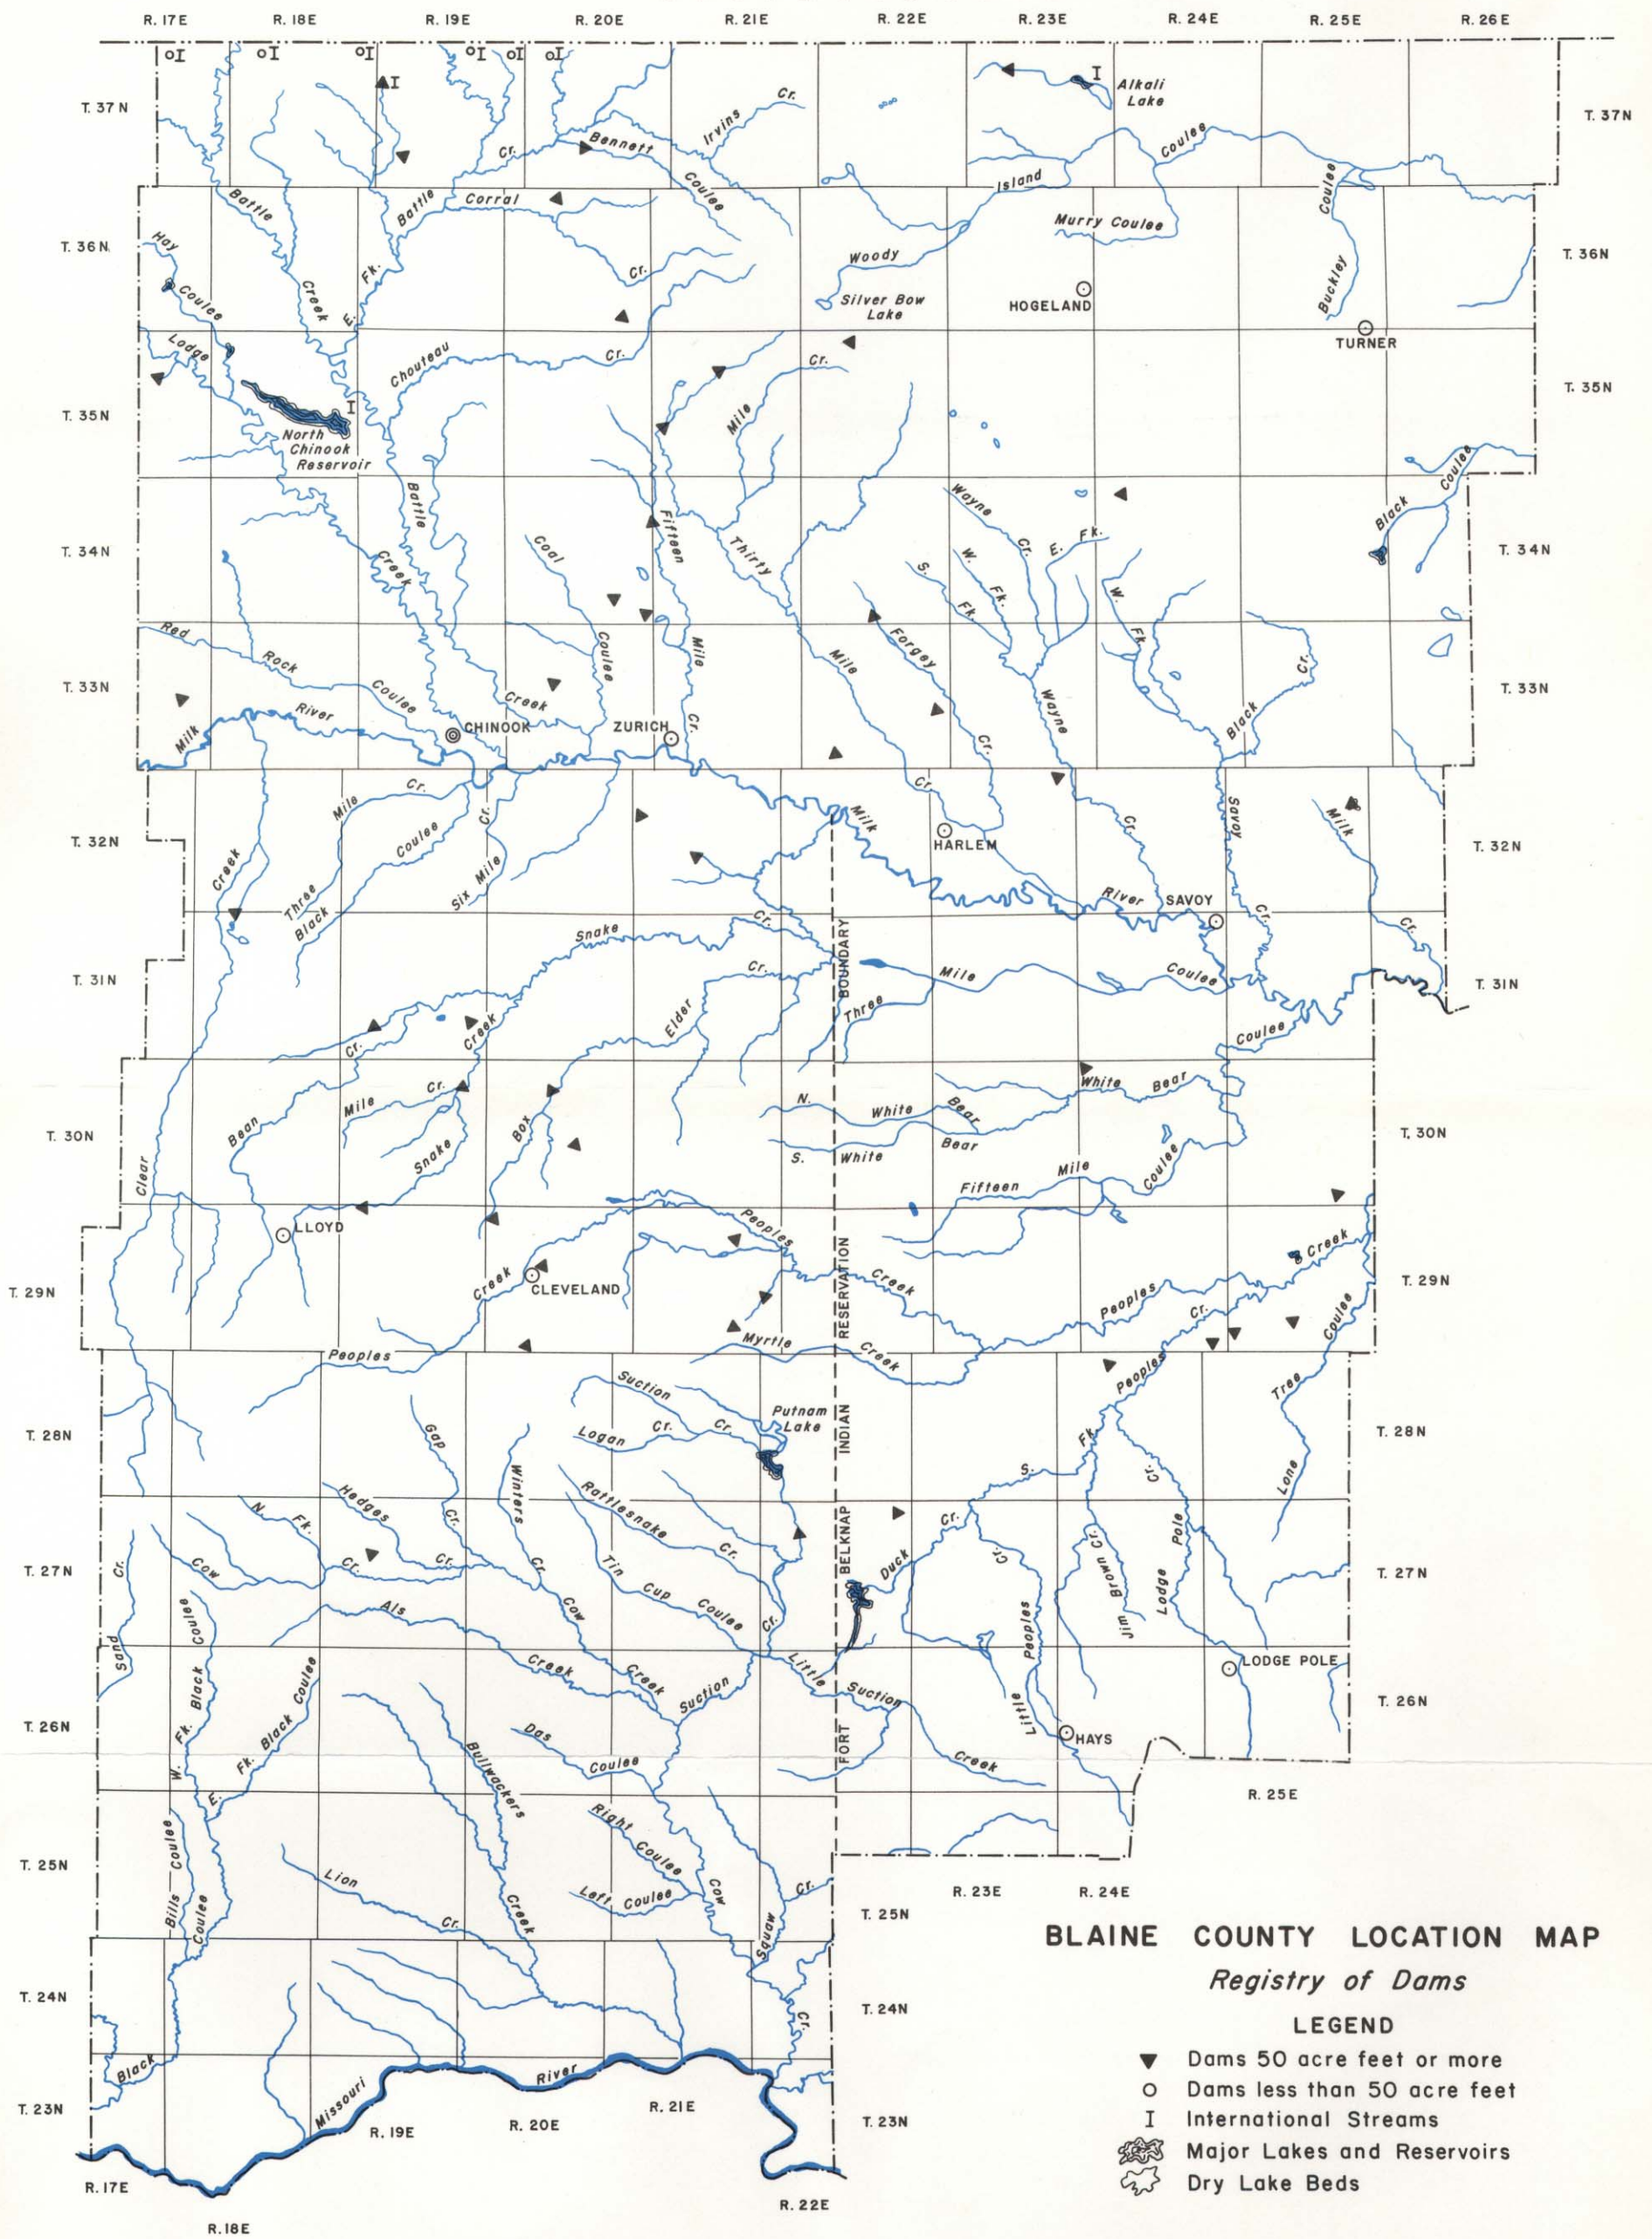 R. 17E R. 18E R. 19E R. 20E R. 21E R. 22E R. 23E R. 24E R. 25E R. 26E
oI oI oI oI oI oI
I
I
Alkali
Lake
T. 37N
T. 37N
Cr.
Irvins
Bennett
Coulee
Cr.
Coulee
Island
Coulee
Battle
Battle
Corral
Murry Coulee
T. 36N
T. 36N
Hay
Coulee
Creek
E. Fk.
Cr.
Woody
Silver Bow
Lake
HOGELAND
Buckley
TURNER
Lodge
Chouteau
Cr.
Cr.
T. 35N
T. 35N
I
Mile
North
Chinook
Reservoir
Battle
Coulee
Black
Wayne
Cr.
E. Fk.
Fifteen
Thirty
Coal
T. 34N
T. 34N
Creek
S. Fk.
W. Fk.
W. Fk.
Red
Rock
Coulee
Coulee
Mile
Mile
Forgey
Cr.
T. 33N
T. 33N
Creek
Wayne
Black
Milk
River
CHINOOK
ZURICH
Cr.
Cr.
Cr.
Mile
Cr.
Cr.
Coulee
Milk
HARLEM
Cr.
Savoy
Milk
T. 32N
T. 32N
Creek
Three
Black
Six Mile
River
SAVOY
Cr.
Cr.
Snake
Cr.
BOUNDARY
Cr.
Mile
Coulee
T. 31N
T. 31N
Three
Elder
Creek
Cr.
Coulee
Mile
Cr.
N.
White
Bear
White
Bear
T. 30N
T. 30N
Bean
Snake
Box
S.
White
Bear
Coulee
Mile
Fifteen
Clear
LLOYD
Peoples
RESERVATION
Creek
Creek
CLEVELAND
Creek
Peoples
Cr.
Coulee
T. 29N
T. 29N
Myrtle
Creek
Peoples
Peoples
Suction
Tree
Putnam
Lake
INDIAN
Gap
Logan
Cr.
Cr.
T. 28N
T. 28N
Fk.
S.
Cr.
Lone
Winters
Hedges
Rattlesnake
N. Fk.
Cr.
BELKNAP
Cr.
Pole
Cr.
Cow
Cr.
Cr.
Cr.
Tin
Cup
Coulee
Cr.
Duck
Cr.
Jim Brown Cr.
Lodge
T. 27N
T. 27N
Als
Cow
Coulee
Sand
Peoples
LODGE POLE
Black
Black Coulee
Creek
Creek
Suction
Little
Suction
Little
HAYS
T. 26N
T. 26N
W. Fk.
E. Fk.
Das
Coulee
Bullwackers
FORT
Creek
R. 25E
Right
Coulee
Bills Coulee
T. 25N
Lion
Cr.
Left Coulee
Cow
Cr.
Coulee
Creek
Squaw
R. 23E R. 24E
T. 25N
BLAINE COUNTY LOCATION MAP
Registry of Dams
LEGEND
T. 24N
T. 24N
Cr.
Dams 50 acre feet or more
Dams less than 50 acre feet
I International Streams
Major Lakes and Reservoirs
Dry Lake Beds
Black
Missouri
River
T. 23N
T. 23N
R. 19E R. 20E R. 21E
R. 17E
R. 18E
R. 22E